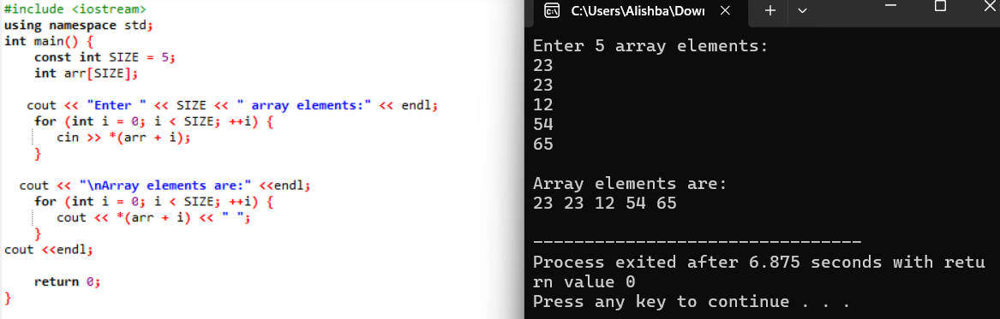 #include <iostream>
using namespace std;
int main() {
    const int SIZE = 5;
    int arr[SIZE];

   cout << "Enter " << SIZE << " array elements:" << endl;
    for (int i = 0; i < SIZE; ++i) {
       cin >> *(arr + i);
    }

  cout << "\nArray elements are:" <<endl;
    for (int i = 0; i < SIZE; ++i) {
       cout << *(arr + i) << " ";
    }
cout <<endl;

    return 0;
}
C:\Users\Alishba\Dow
Enter 5 array elements:
23
23
12
54
65

Array elements are:
23 23 12 54 65

--------------------------------
Process exited after 6.875 seconds with retu
rn value 0
Press any key to continue . . .